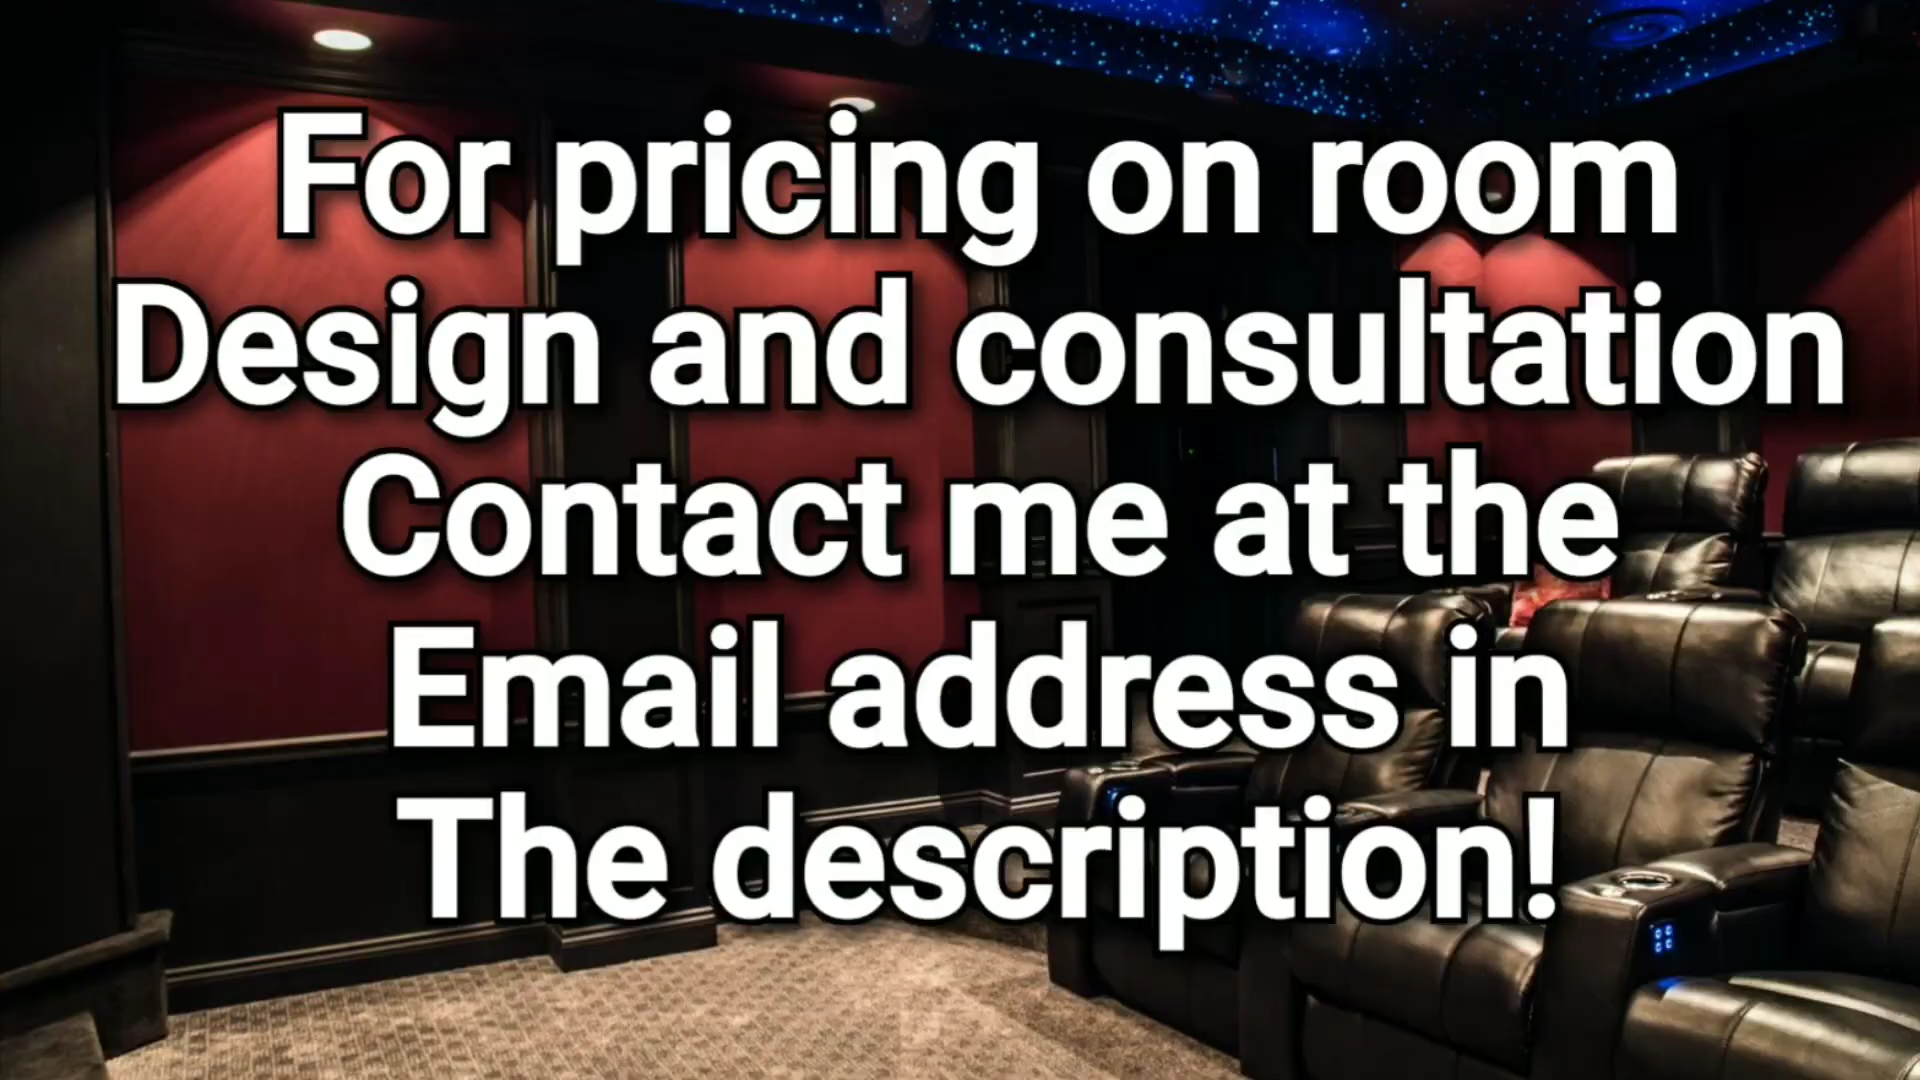 For pricing on room
Design and consultation
Contact me at the
Email address in
The description!